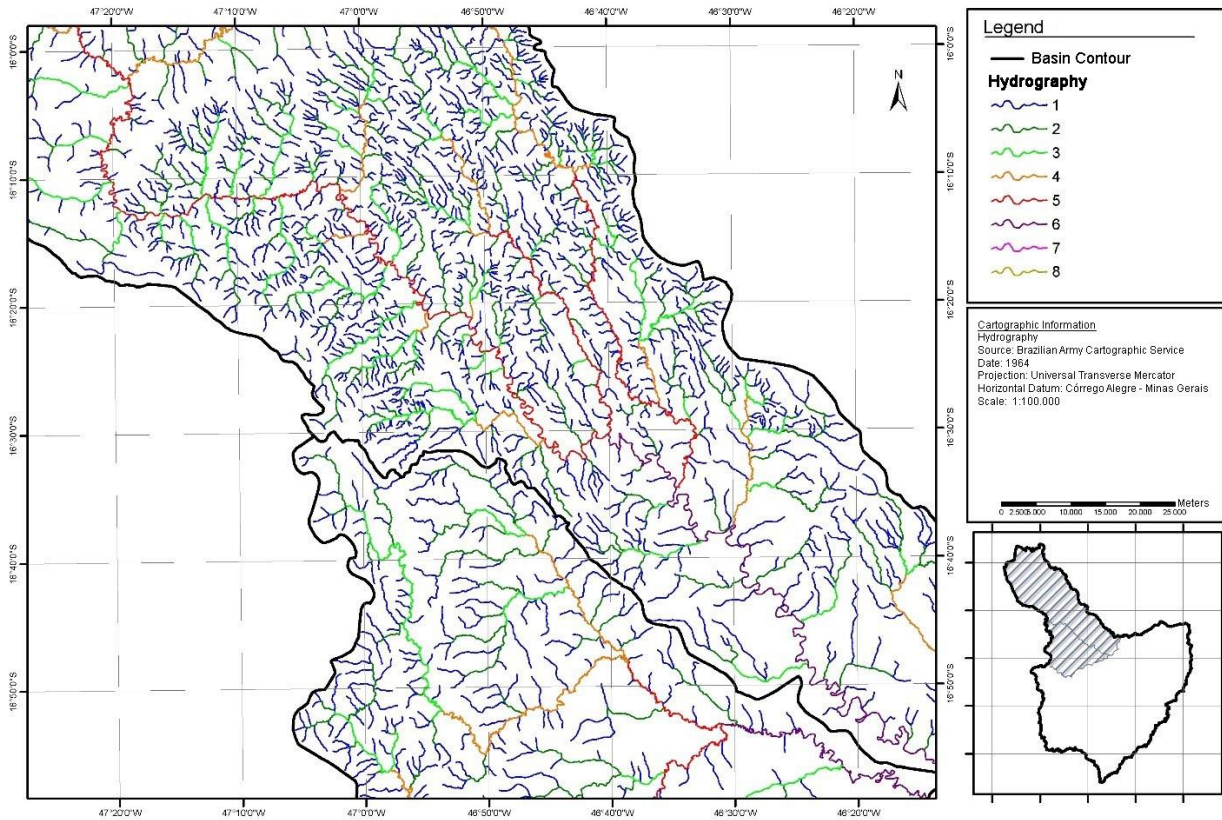 47°20'0"W 47°10'0"W 47°0'0"W 46°50'0"W 46°40'0"W 46°30'0"W 46°20'0"W
16°0'0"S 16°0'0"S
16°10'0"S 16°10'0"S
16°20'0"S 16°20'0"S
16°30'0"S 16°30'0"S
16°40'0"S 16°40'0"S
16°50'0"S 16°50'0"S
47°20'0"W 47°10'0"W 47°0'0"W 46°50'0"W 46°40'0"W 46°30'0"W 46°20'0"W
N
Legend
Basin Contour
Hydrography
1
2
3
4
5
6
7
8
Cartographic Information
Hydrography
Source: Brazilian Army Cartographic Service
Date: 1964
Projection: Universal Transverse Mercator
Horizontal Datum: Córrego Alegre - Minas Gerais
Scale: 1:100.000
Meters
0 2.500 5.000 10.000 15.000 20.000 25.000